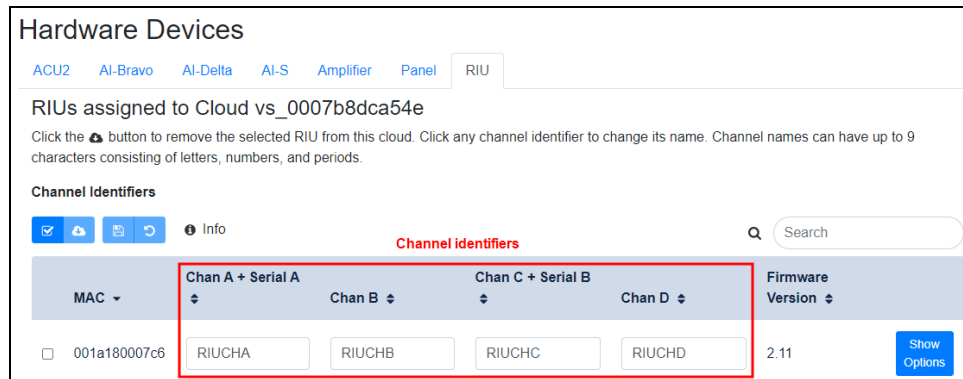 Hardware Devices
ACU2 AI-Bravo AI-Delta AI-S Amplifier Panel RIU
RIUs assigned to Cloud vs_0007b8dca54e
Click the button to remove the selected RIU from this cloud. Click any channel identifier to change its name. Channel names can have up to 9
characters consisting of letters, numbers, and periods.
Channel Identifiers
Info
Search
Channel identifiers
MAC Chan A + Serial A Chan B Chan C + Serial B Chan D Firmware Version
001a180007c6 RIUCHA RIUCHB RIUCHC RIUCHD 2.11 Show Options